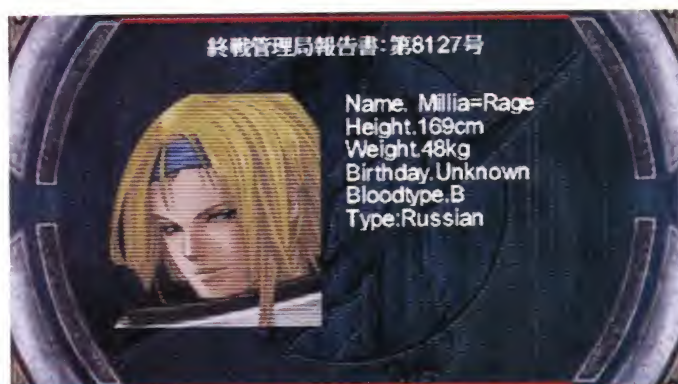 終戦管理局報告書：第8127号
Name. Millia=Rage
Height.169cm
Weight.48kg
Birthday.Unknown
Bloodtype.B
Type:Russian